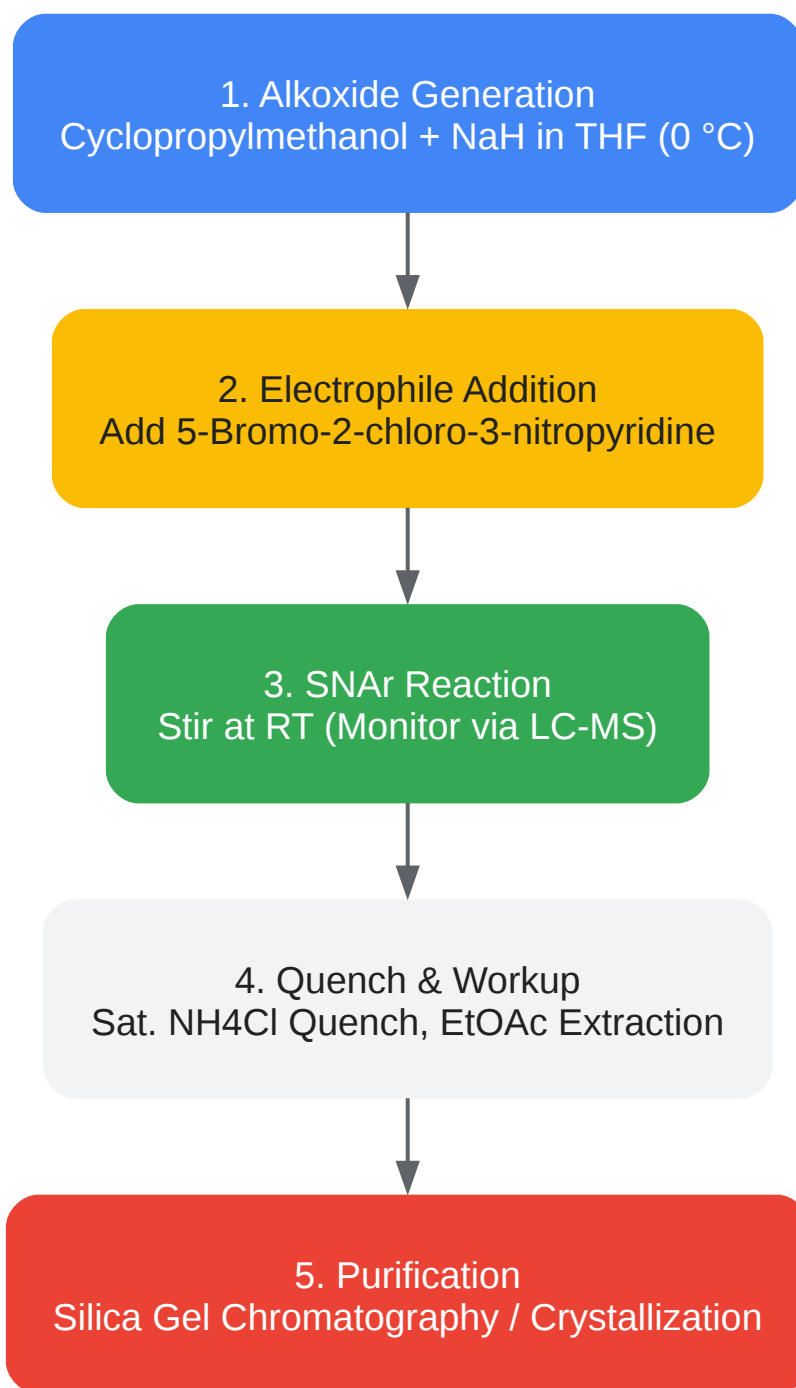 1. Alkoxide Generation
Cyclopropylmethanol + NaH in THF (0 °C)
2. Electrophile Addition
Add 5-Bromo-2-chloro-3-nitropyridine
3. SNAr Reaction
Stir at RT (Monitor via LC-MS)
4. Quench & Workup
Sat. NH4Cl Quench, EtOAc Extraction
5. Purification
Silica Gel Chromatography / Crystallization